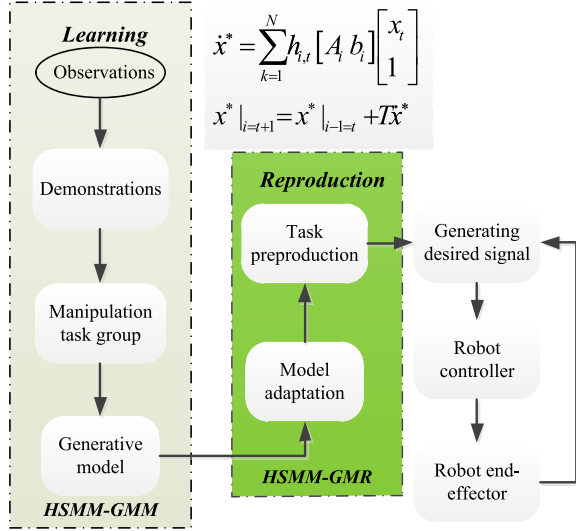 Learning
Observations
Demonstrations
Manipulation
task group
Generative
model
HSMM-GMM
ẋ* = ∑_{k=1}^{N} h_{i,t} [A_i b_i] [x_t 1]
x* |_{i=t+1} = x* |_{i-1=t} + Tẋ*
Reproduction
Task
preproduction
Model
adaptation
HSMM-GMR
Generating
desired signal
Robot
controller
Robot end-
effector